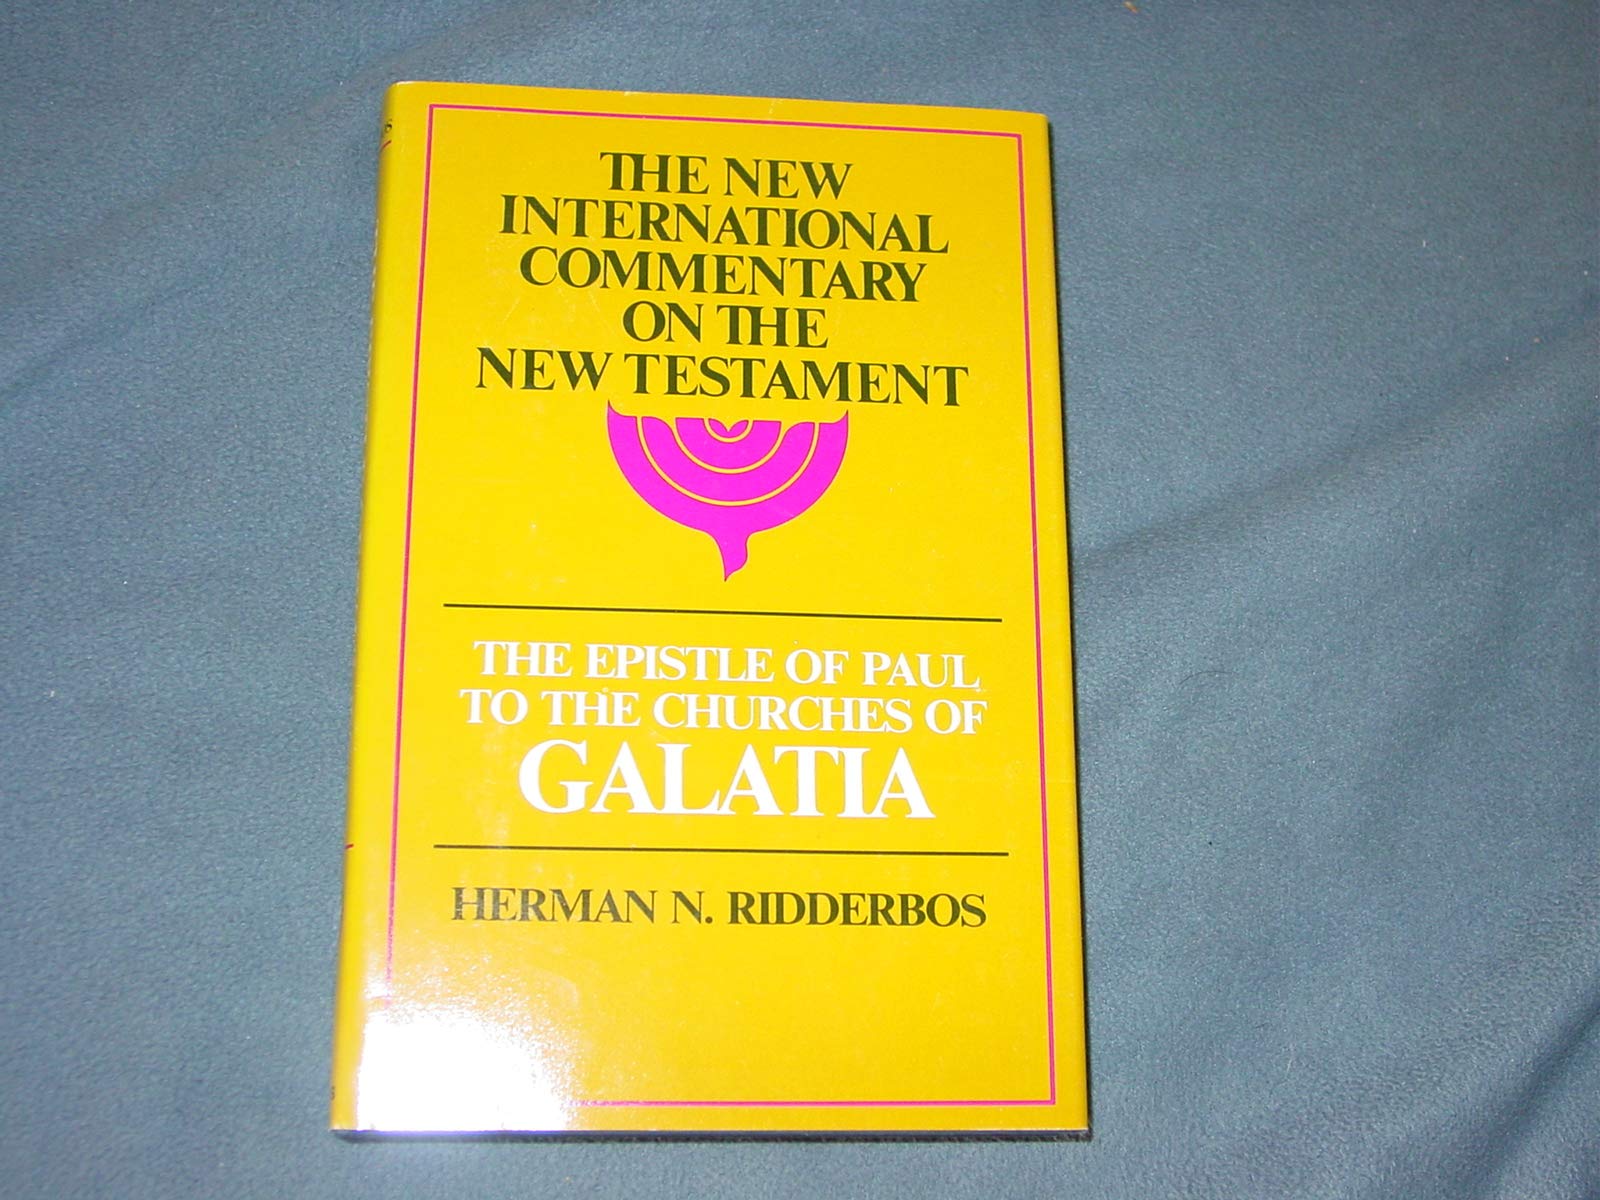 THE NEW
INTERNATIONAL
COMMENTARY
ON THE
NEW TESTAMENT
THE EPISTLE OF PAUL
TO THE CHURCHES OF
GALATIA
HERMAN N. RIDDERBOS